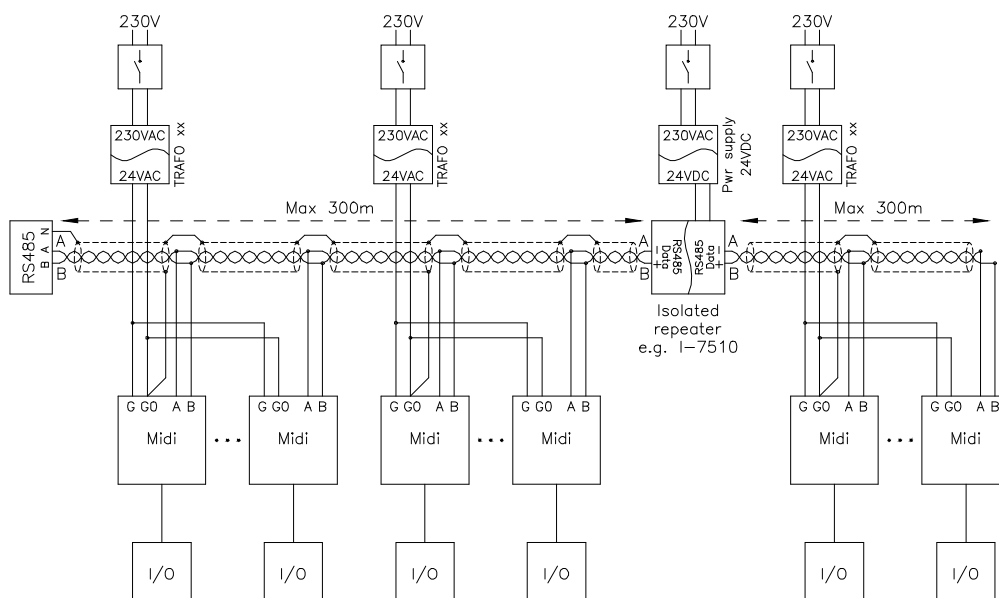 230V 230V 230V 230V
230VAC 230VAC 230VAC 230VAC
24VAC 24VAC 24VDC 24VAC
TRAFO xx
TRAFO xx
Pwr supply
24VDC
TRAFO xx
Max 300m Max 300m
RS485
N
A
B
A
B
A
B
RS485
Data
– +
RS485
Data
– +
A
B
Isolated
repeater
e.g. I-7510
G G0 A B G G0 A B G G0 A B G G0 A B G G0 A B G G0 A B
Midi ... Midi Midi ... Midi Midi ... Midi
I/O I/O I/O I/O I/O I/O